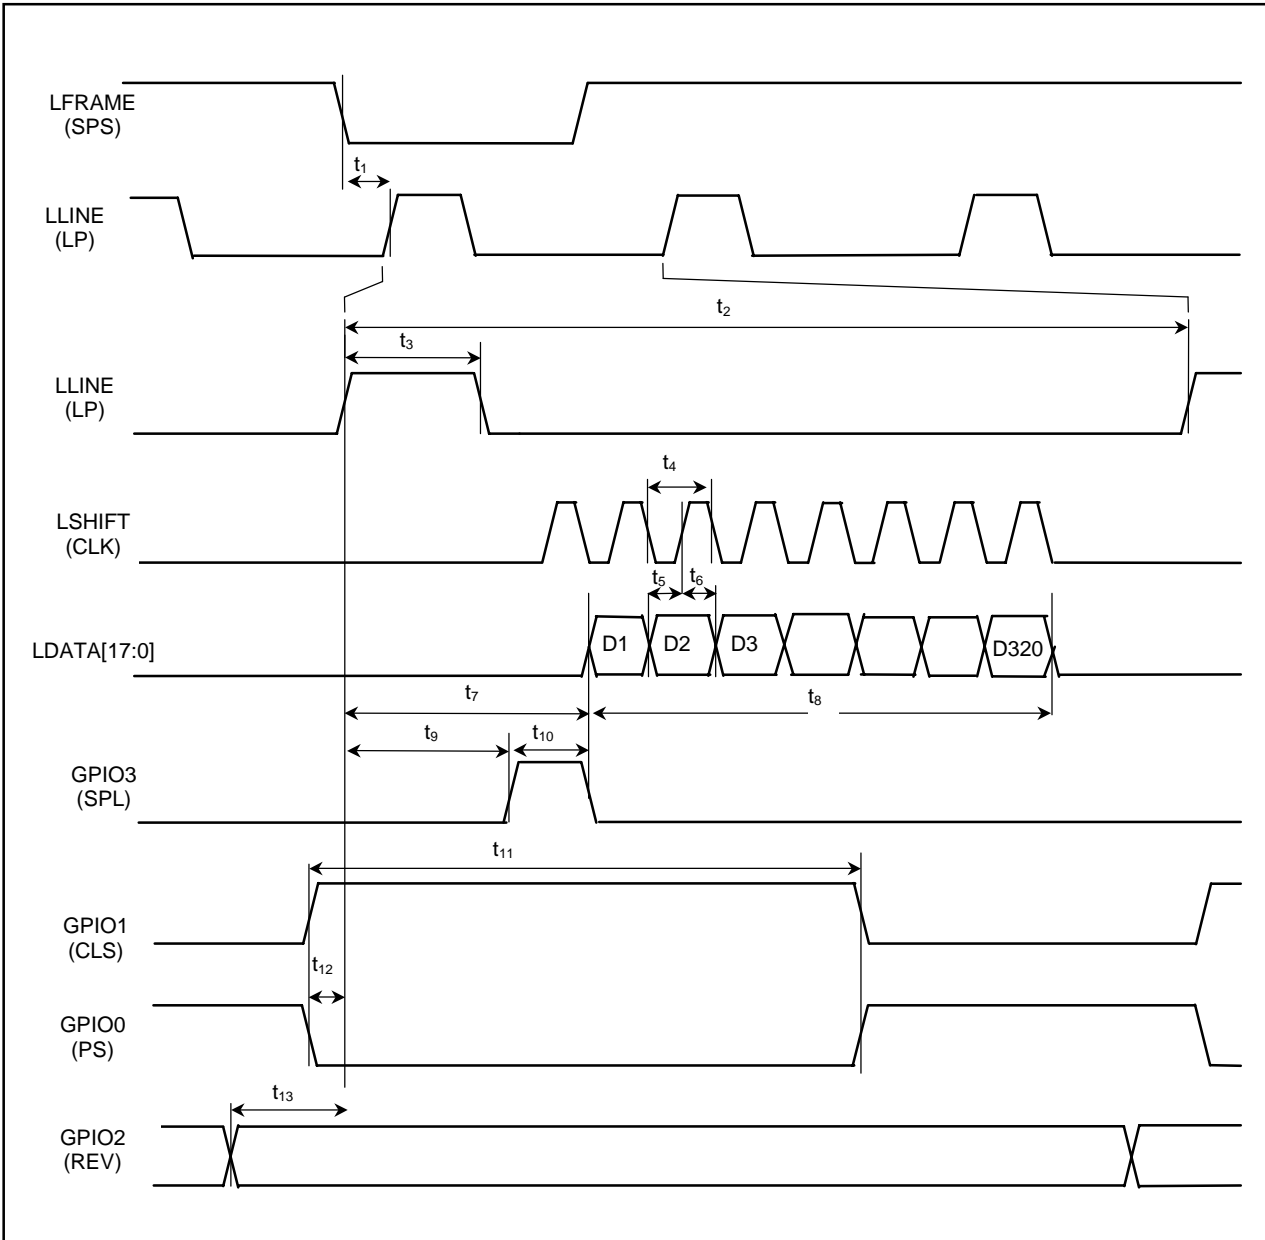 LFRAME
(SPS)
t₁
LLINE
(LP)
t₂
t₃
LLINE
(LP)
t₄
LSHIFT
(CLK)
t₅
t₆
LDATA[17:0]
D1
D2
D3
D320
t₇
t₈
t₉
t₁₀
GPIO3
(SPL)
t₁₁
GPIO1
(CLS)
t₁₂
GPIO0
(PS)
t₁₃
GPIO2
(REV)